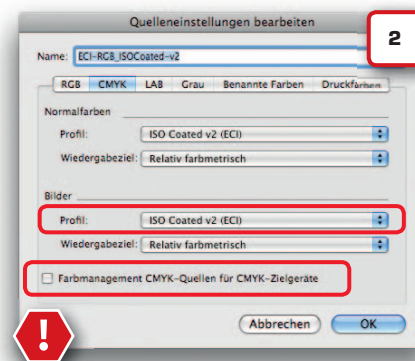 Quelleneinstellungen bearbeiten
2
Name: ECI-RGB_ISOCoated-v2
RGB CMYK LAB Grau Benannte Farben Druckfarben
Normalfarben
Profil: ISO Coated v2 (ECI)
Wiedergabeziel: Relativ farbmetrisch
Bilder
Profil: ISO Coated v2 (ECI)
Wiedergabeziel: Relativ farbmetrisch
Farbmanagement CMYK-Quellen für CMYK-Zielgeräte
! Abbrechen OK